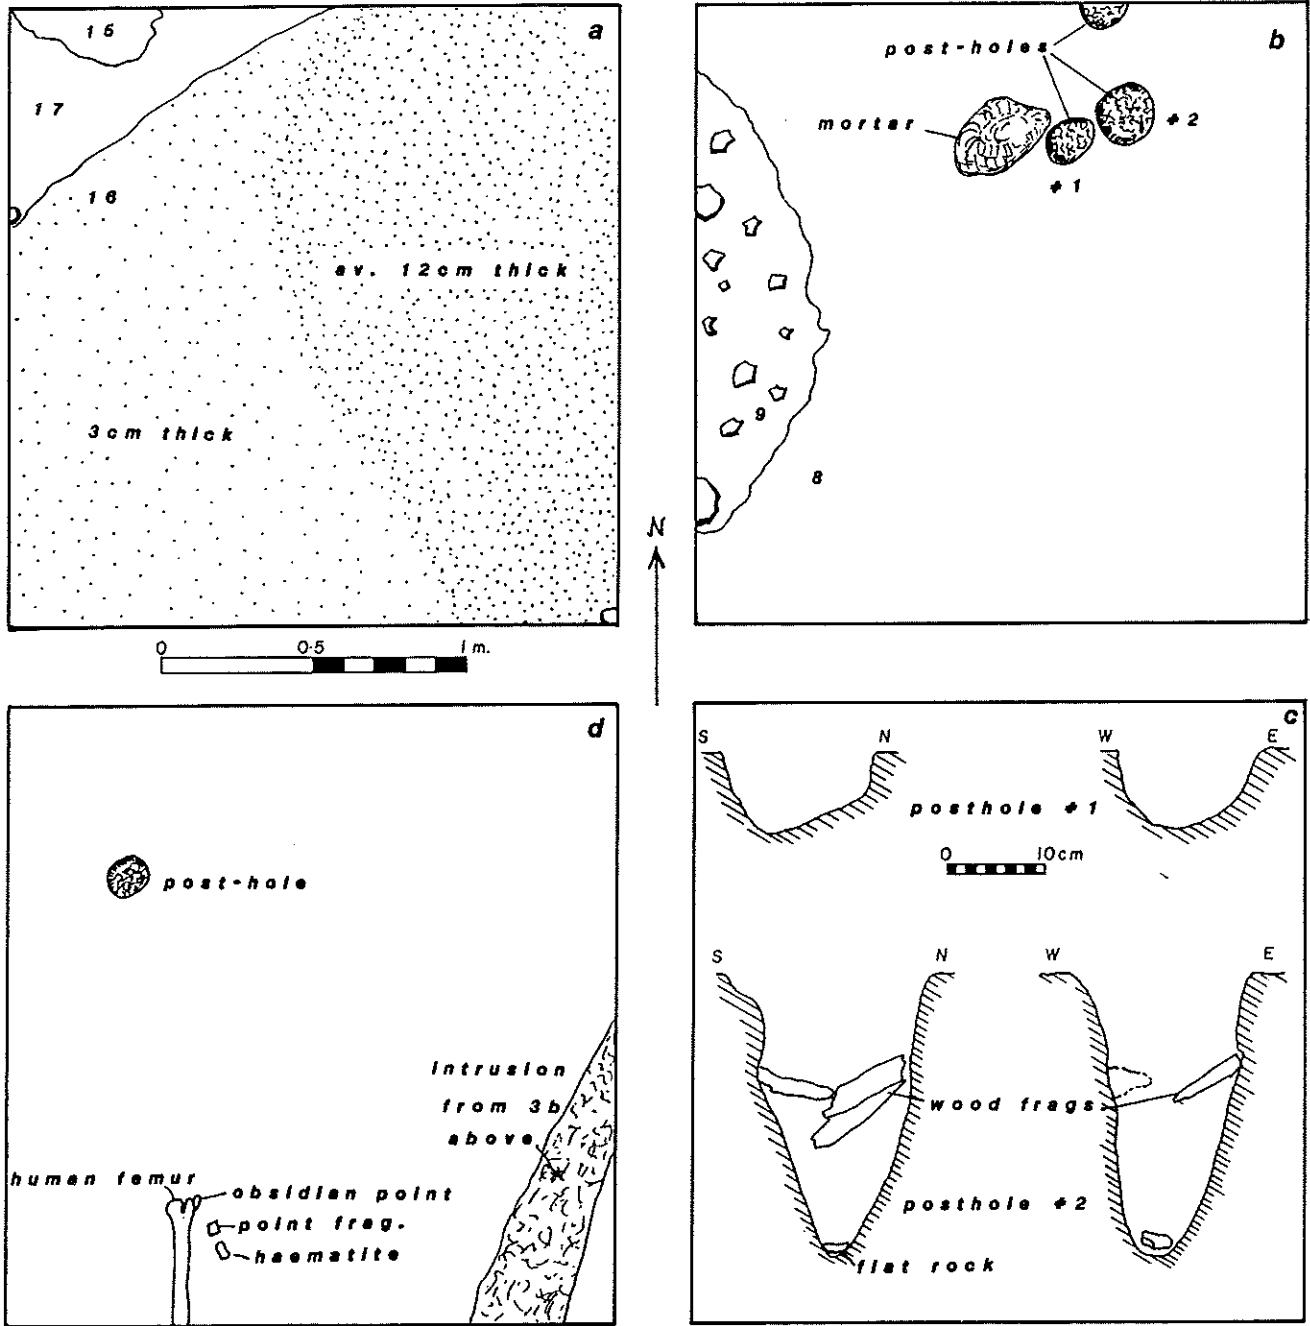 a
15
17
16
av. 12cm thick
3cm thick
0 0·5 1 m.
N
b
post-holes
mortar
#2
#1
9
8
d
post-hole
intrusion
from 3b
above
human femur
obsidian point
point frag.
haematite
c
S N W E
posthole #1
0 10cm
S N W E
wood frags
posthole #2
flat rock